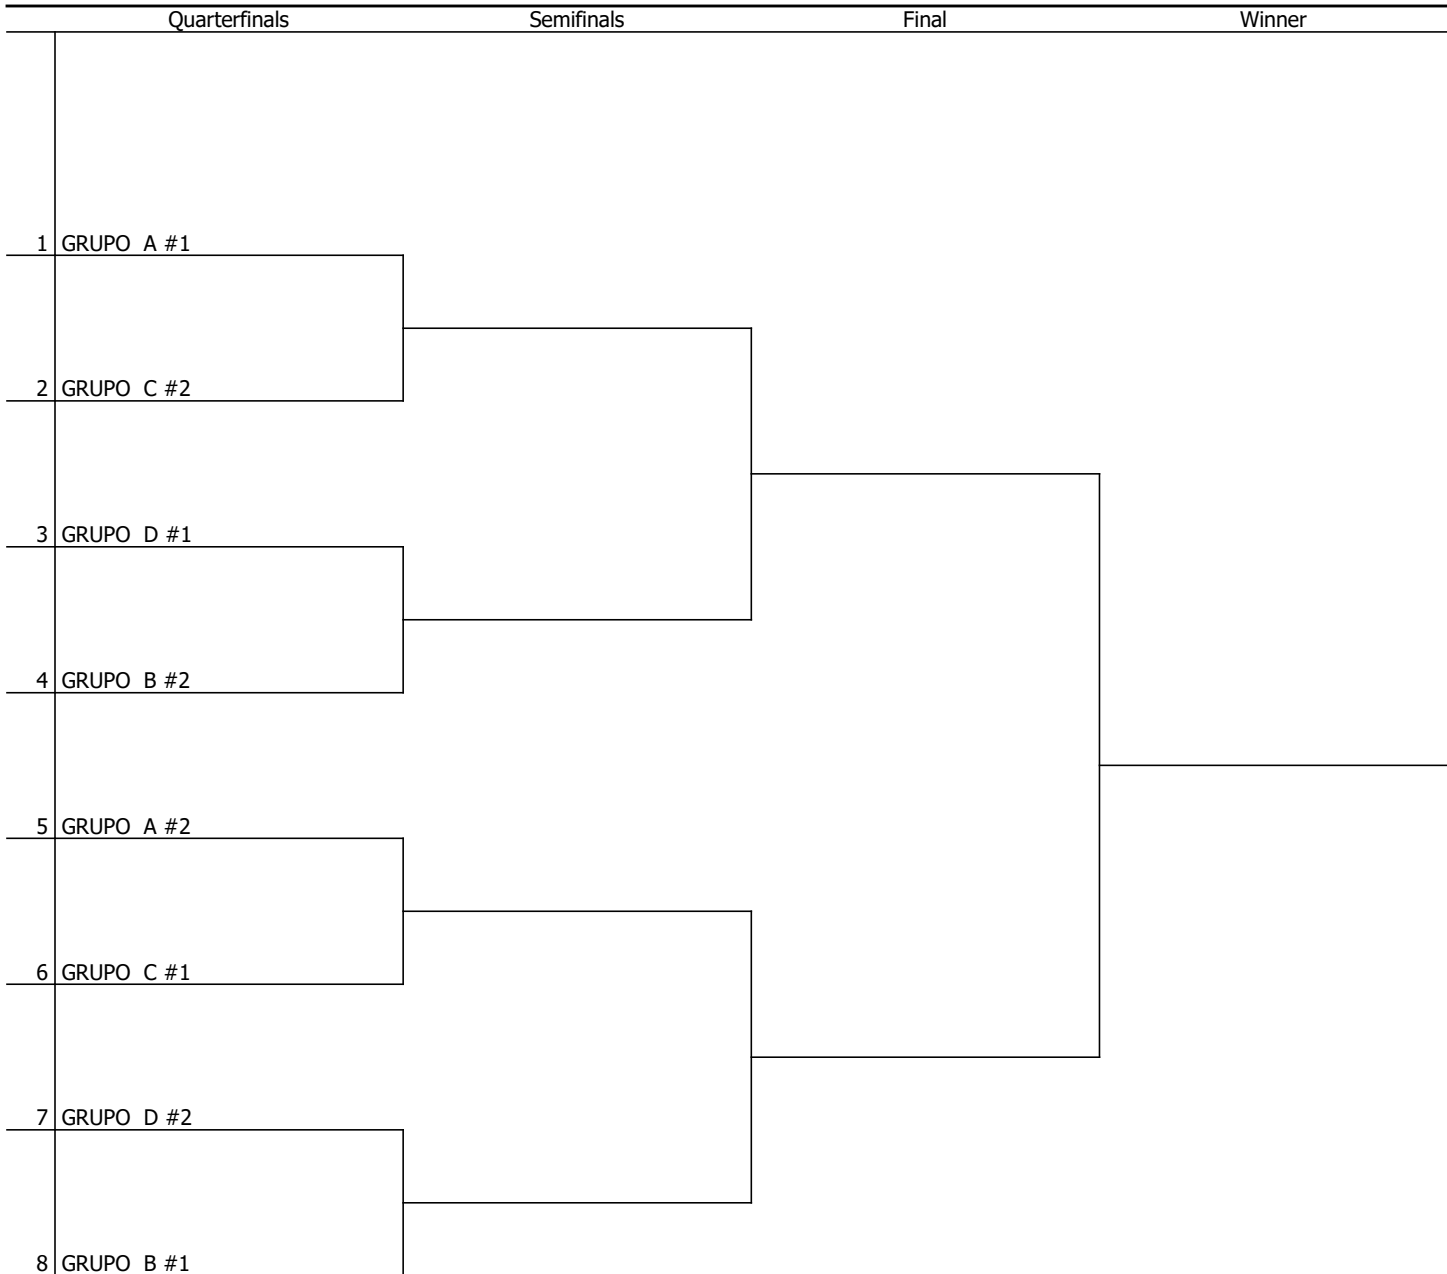 Quarterfinals Semifinals Final Winner
1 GRUPO A #1
2 GRUPO C #2
3 GRUPO D #1
4 GRUPO B #2
5 GRUPO A #2
6 GRUPO C #1
7 GRUPO D #2
8 GRUPO B #1